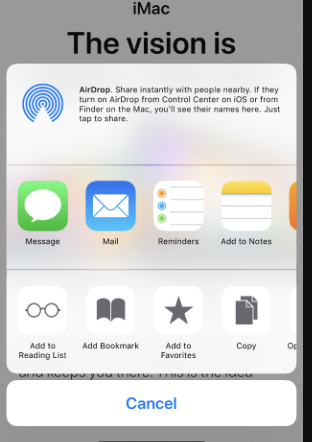 iMac
The vision is
AirDrop. Share instantly with people nearby. If they
turn on AirDrop from Control Center on iOS or from
Finder on the Mac, you'll see their names here. Just
tap to share.
Message Mail Reminders Add to Notes
Add to Add Bookmark Add to Copy Op
Reading List Favorites
and keeps you there. This is the idea
Cancel